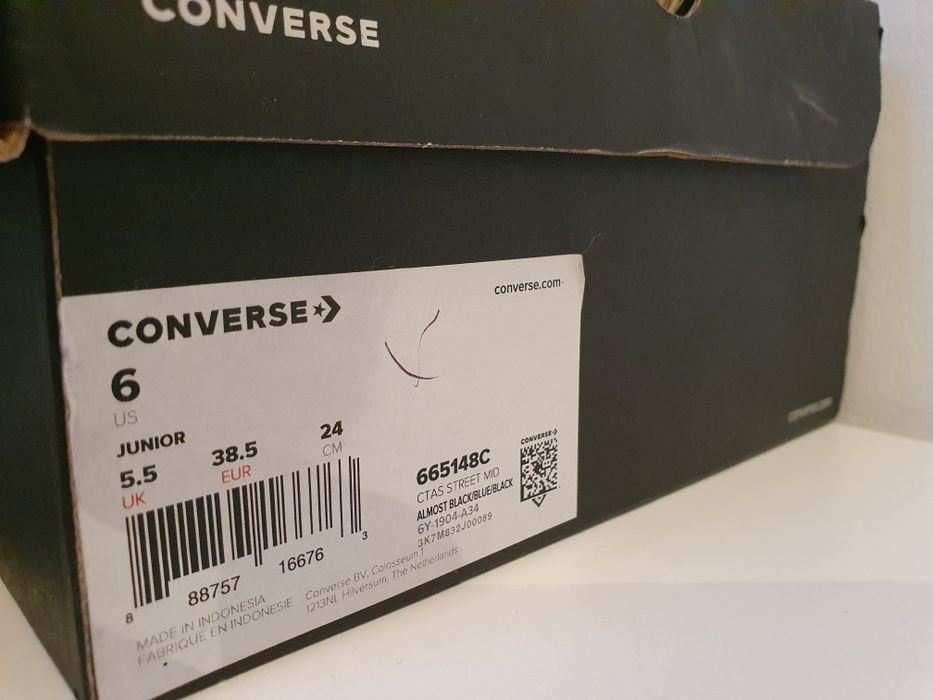 CONVERSE
CONVERSE
converse.com
6
US
JUNIOR
5.5 38.5 24
UK EUR CM
665148C
CTAS STREET MID
ALMOST BLACK/BLUE/BLACK
6Y-1904-A34
3K7M832J00089
CONVERSE
8 88757 16676 3
MADE IN INDONESIA
FABRIQUE EN INDONESIE
Converse BV, Colosseum 1
1213NL Hilversum, The Netherlands
converse.com